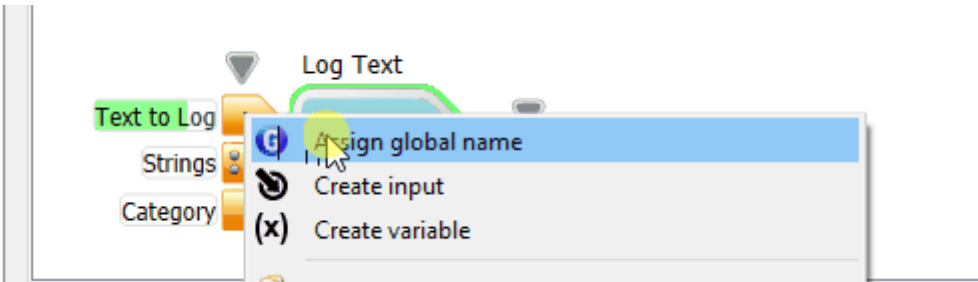 Log Text
Text to Log
Assign global name
Strings
Create input
Category
(x) Create variable